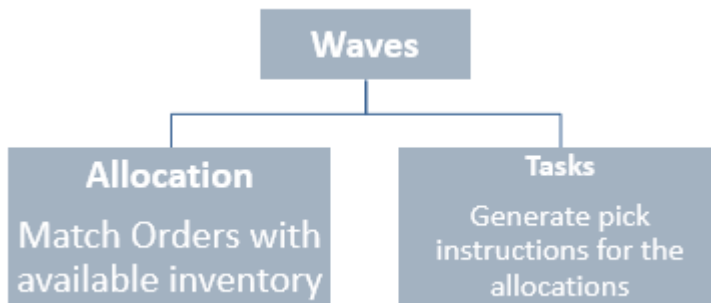 Waves
Allocation
Match Orders with
available inventory
Tasks
Generate pick
instructions for the
allocations